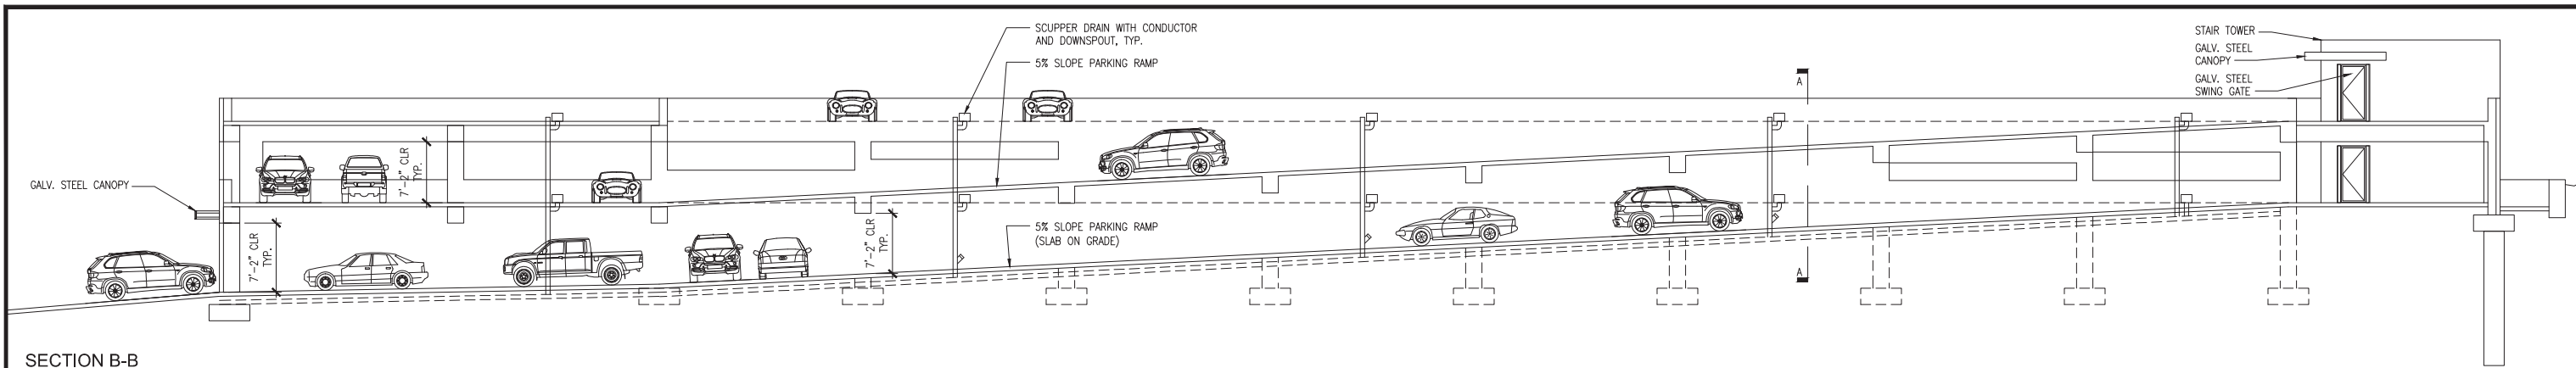 SCUPPER DRAIN WITH CONDUCTOR
AND DOWNSPOUT, TYP.
5% SLOPE PARKING RAMP
STAIR TOWER
GALV. STEEL
CANOPY
GALV. STEEL
SWING GATE
A
7'-2" CLR
TYP.
GALV. STEEL CANOPY
7'-2" CLR
TYP.
7'-2" CLR
TYP.
5% SLOPE PARKING RAMP
(SLAB ON GRADE)
A
SECTION B-B